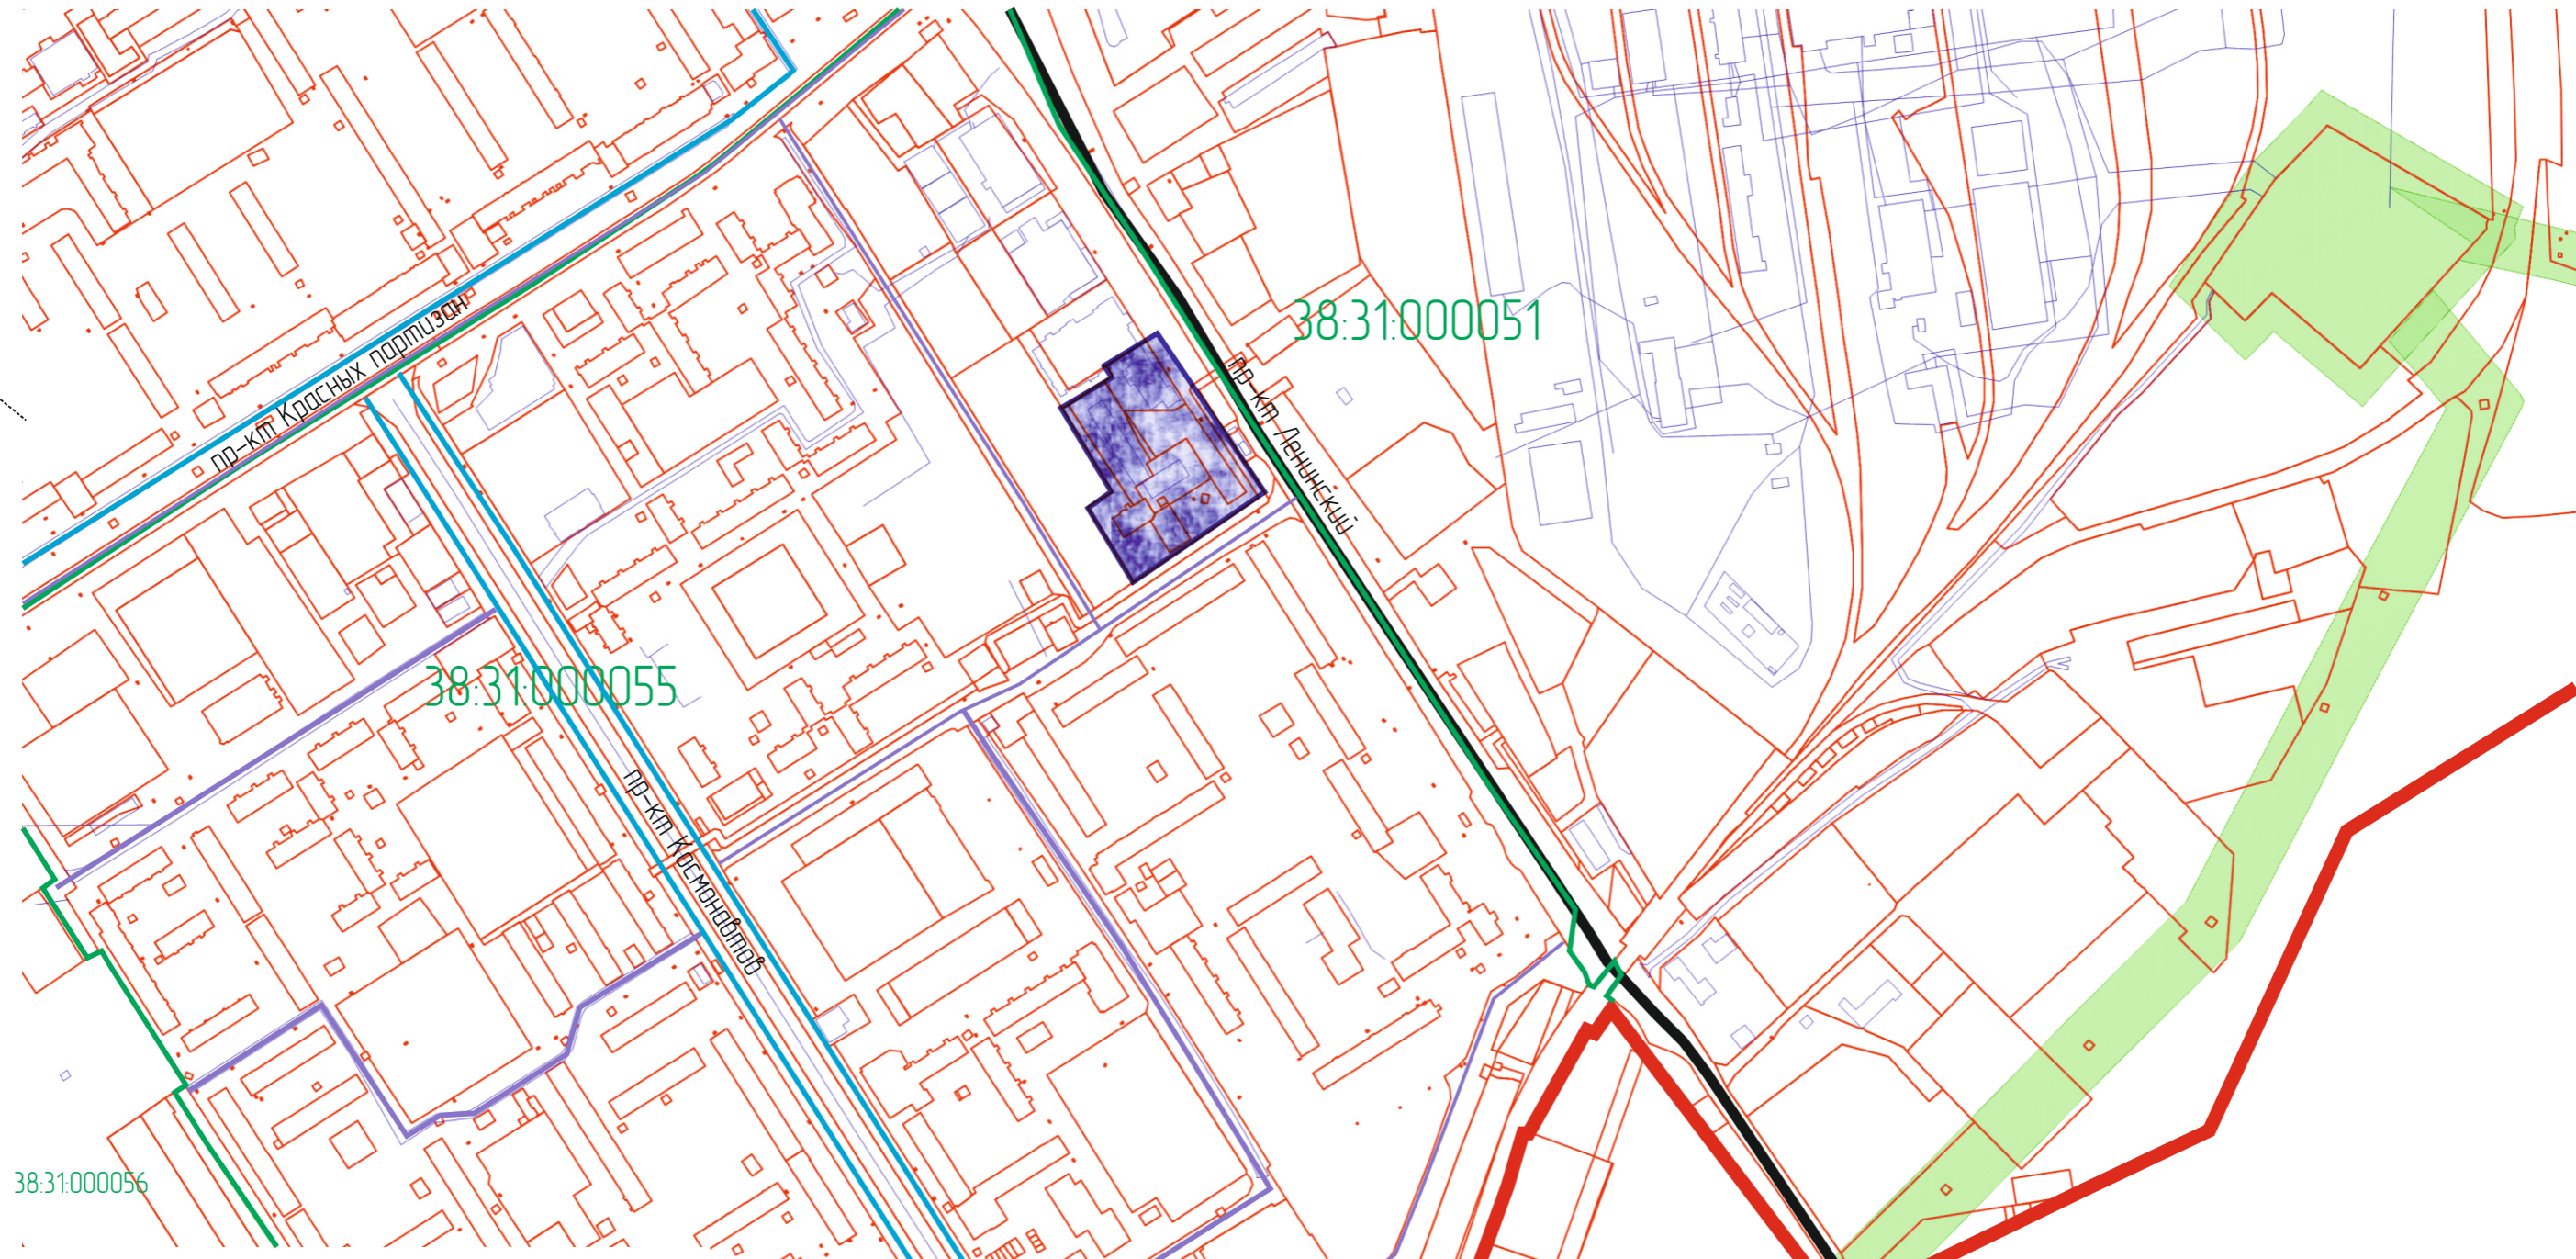 пр-кт Красных партизан
38:31:000051
пр-кт Ленинский
38:31:000055
пр-кт Космонавтов
38:31:000056